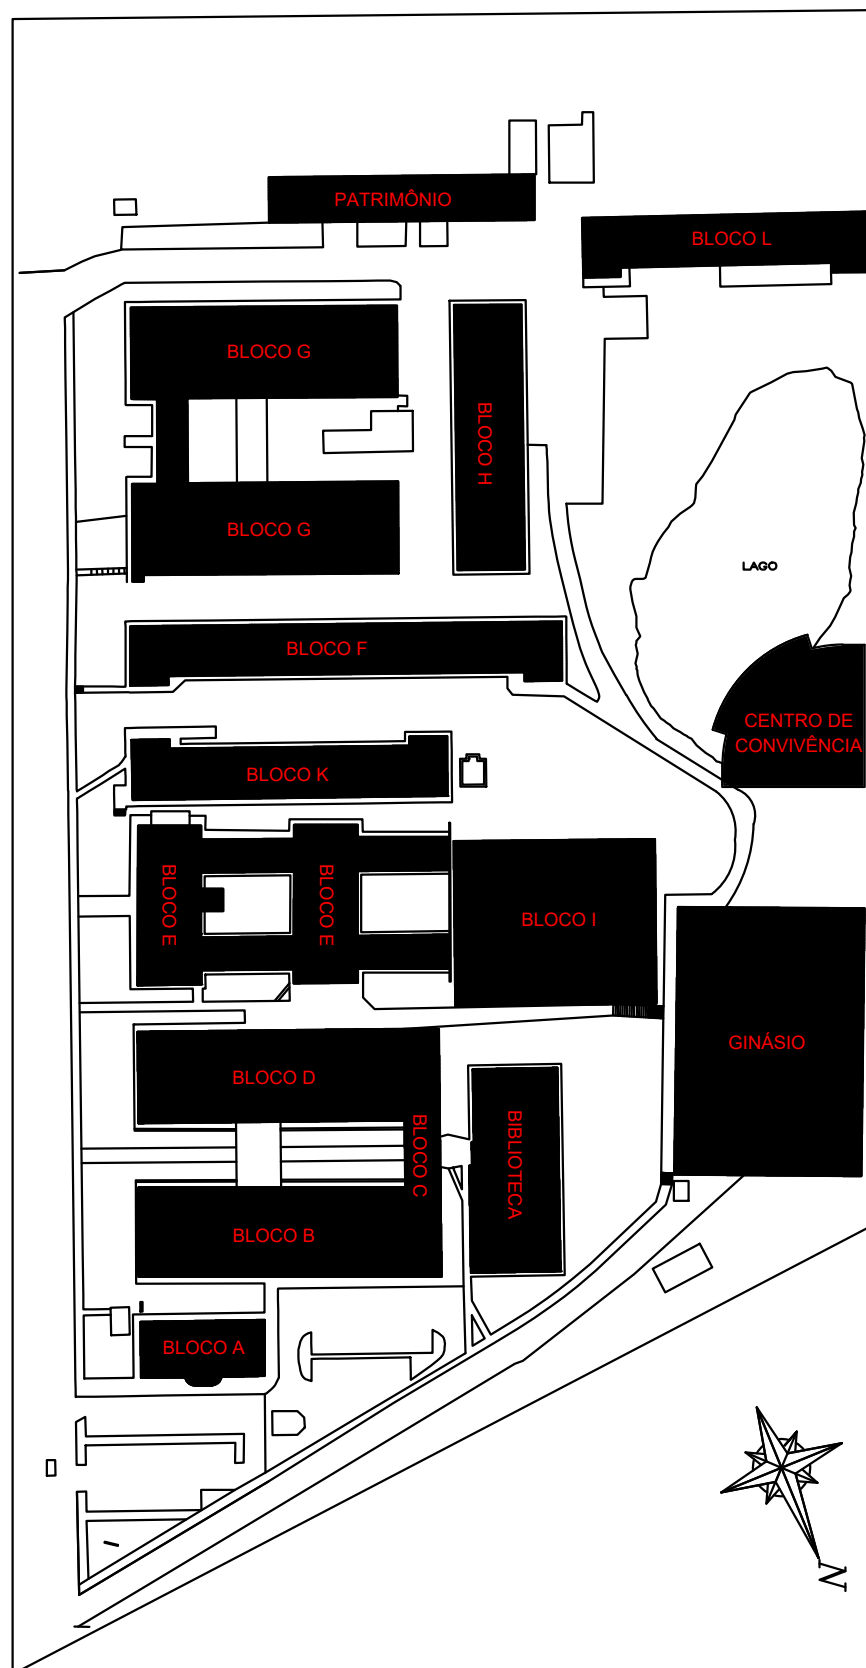 PATRIMÔNIO
BLOCO L
BLOCO G
BLOCO H
BLOCO G
LAGO
BLOCO F
CENTRO DE
CONVIVÊNCIA
BLOCO K
BLOCO E
BLOCO E
BLOCO I
GINÁSIO
BLOCO D
BLOCO C
BIBLIOTECA
BLOCO B
BLOCO A
N